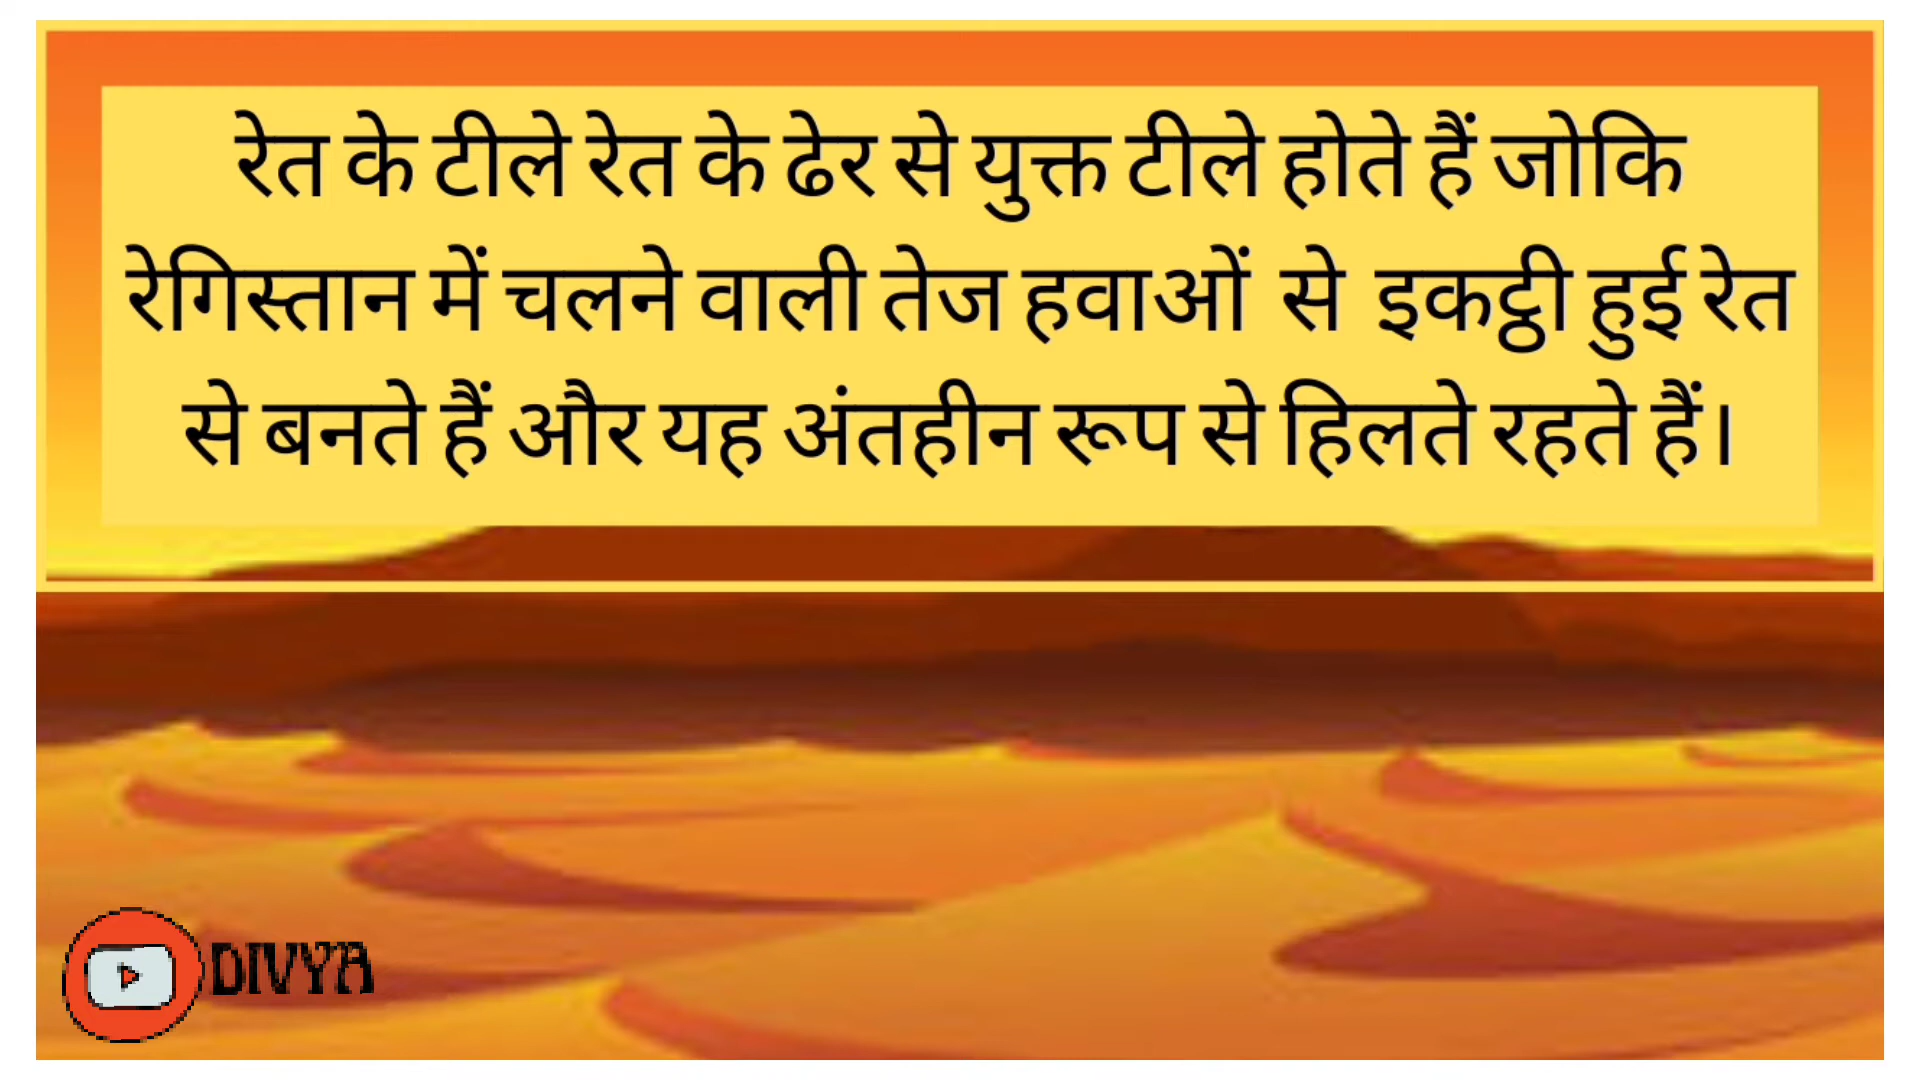 रेत के टीले रेत के ढेर से युक्त टीले होते हैं जोकि
रेगिस्तान में चलने वाली तेज हवाओं से इकट्ठी हुई रेत
से बनते हैं और यह अंतहीन रूप से हिलते रहते हैं।
DIVYA